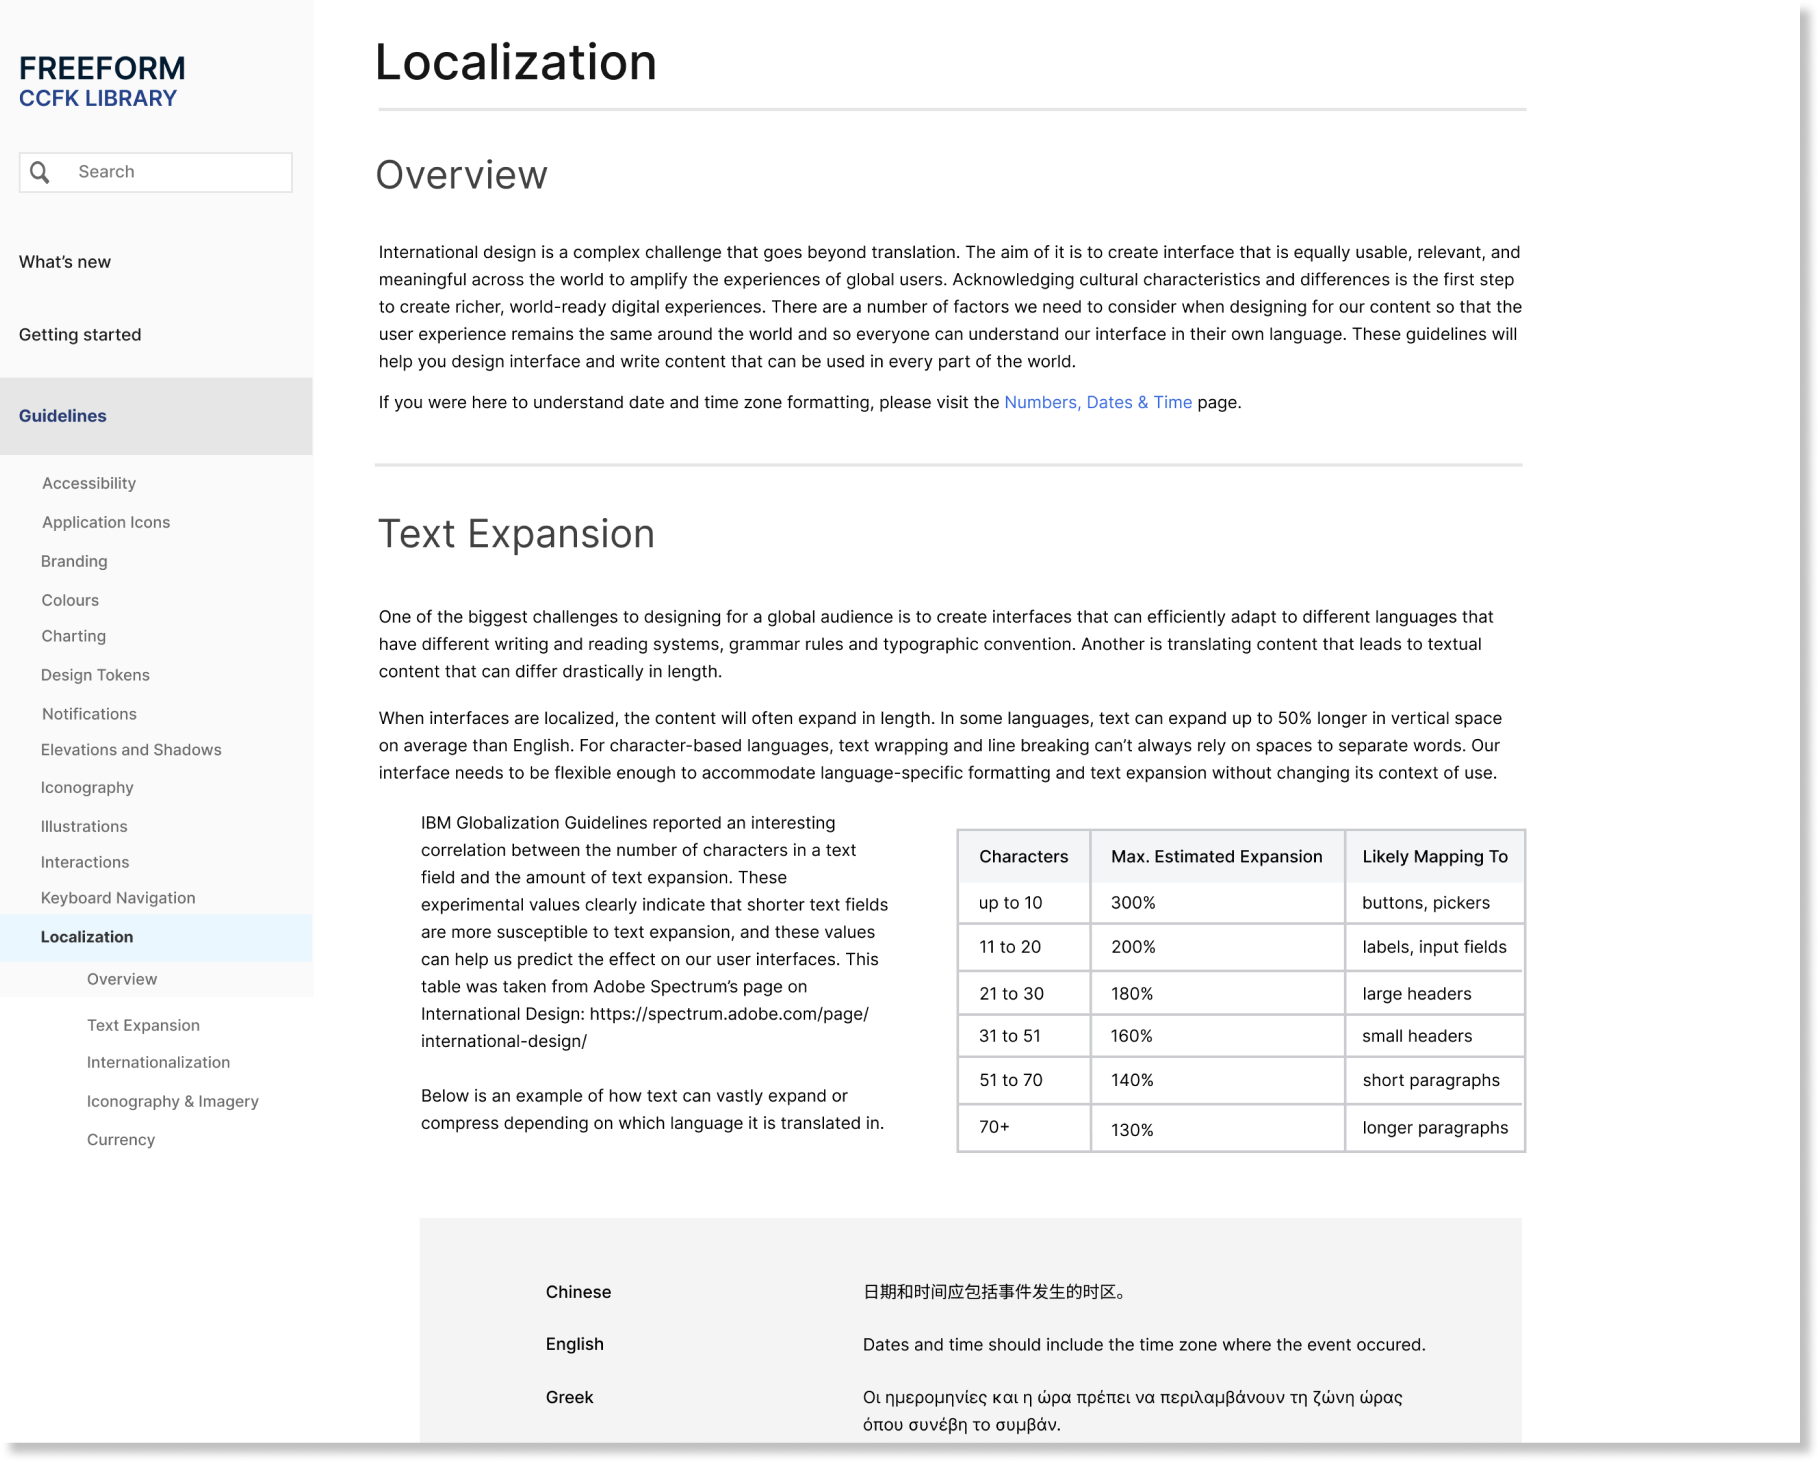 FREEFORM
CCFK LIBRARY
Search
What’s new
Getting started
Guidelines
Accessibility
Application Icons
Branding
Colours
Charting
Design Tokens
Notifications
Elevations and Shadows
Iconography
Illustrations
Interactions
Keyboard Navigation
Localization
Overview
Text Expansion
Internationalization
Iconography & Imagery
Currency
Localization
Overview
International design is a complex challenge that goes beyond translation. The aim of it is to create interface that is equally usable, relevant, and
meaningful across the world to amplify the experiences of global users. Acknowledging cultural characteristics and differences is the first step
to create richer, world-ready digital experiences. There are a number of factors we need to consider when designing for our content so that the
user experience remains the same around the world and so everyone can understand our interface in their own language. These guidelines will
help you design interface and write content that can be used in every part of the world.
If you were here to understand date and time zone formatting, please visit the Numbers, Dates & Time page.
Text Expansion
One of the biggest challenges to designing for a global audience is to create interfaces that can efficiently adapt to different languages that
have different writing and reading systems, grammar rules and typographic convention. Another is translating content that leads to textual
content that can differ drastically in length.
When interfaces are localized, the content will often expand in length. In some languages, text can expand up to 50% longer in vertical space
on average than English. For character-based languages, text wrapping and line breaking can’t always rely on spaces to separate words. Our
interface needs to be flexible enough to accommodate language-specific formatting and text expansion without changing its context of use.
IBM Globalization Guidelines reported an interesting
correlation between the number of characters in a text
field and the amount of text expansion. These
experimental values clearly indicate that shorter text fields
are more susceptible to text expansion, and these values
can help us predict the effect on our user interfaces. This
table was taken from Adobe Spectrum’s page on
International Design: https://spectrum.adobe.com/page/
international-design/
Below is an example of how text can vastly expand or
compress depending on which language it is translated in.
Characters Max. Estimated Expansion Likely Mapping To
up to 10 300% buttons, pickers
11 to 20 200% labels, input fields
21 to 30 180% large headers
31 to 51 160% small headers
51 to 70 140% short paragraphs
70+ 130% longer paragraphs
Chinese 日期和时间应包括事件发生的时区。
English Dates and time should include the time zone where the event occured.
Greek Οι ημερομηνίες και η ώρα πρέπει να περιλαμβάνουν τη ζώνη ώρας
όπου συνέβη το συμβάν.